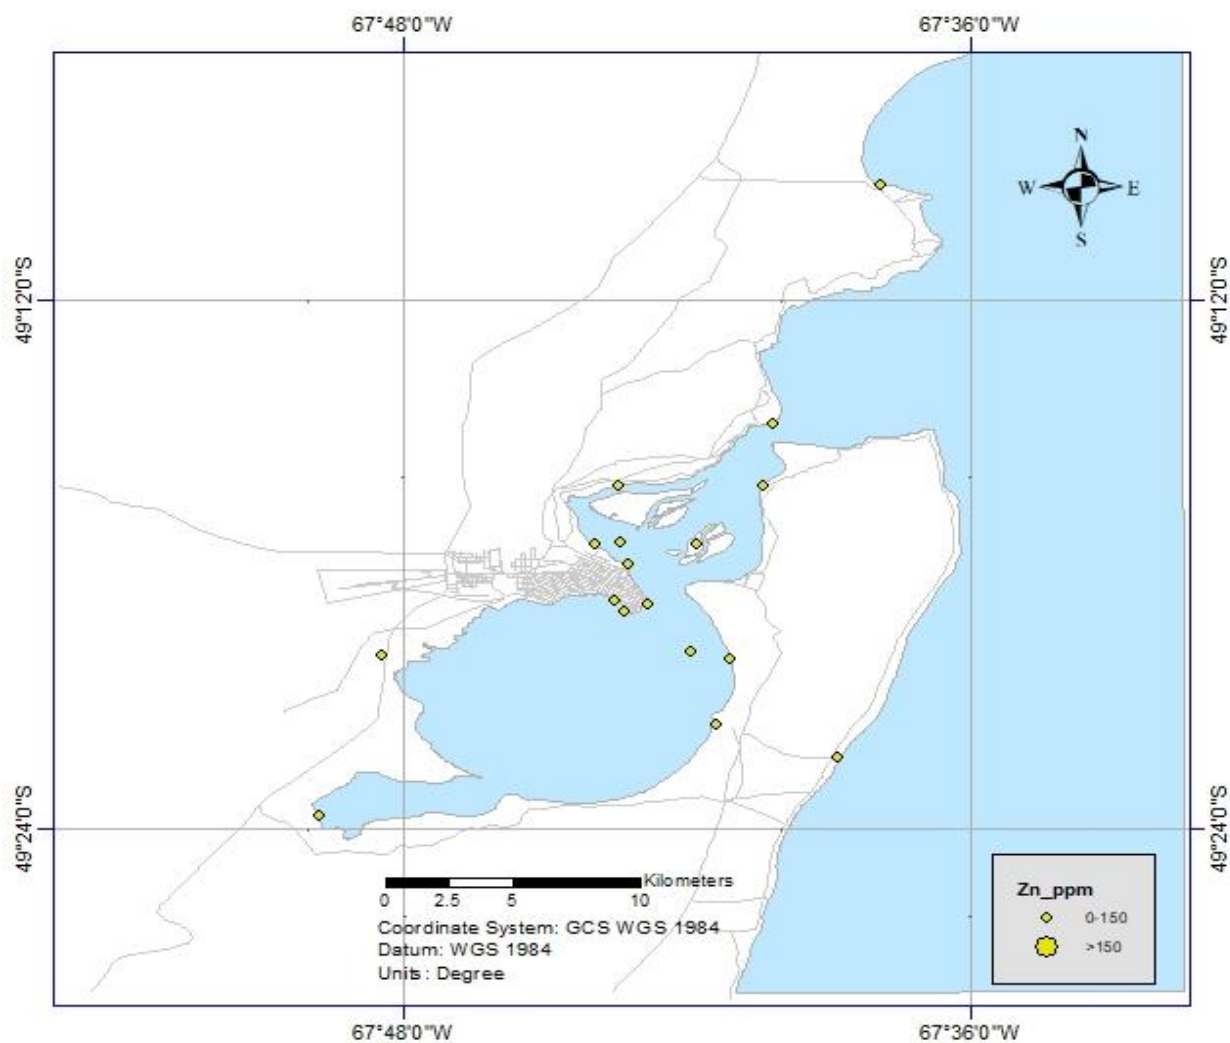 67°48'0"W 67°36'0"W
N
W E
S
49°12'0"S 49°12'0"S
49°24'0"S 49°24'0"S
Kilometers
0 2.5 5 10
Coordinate System: GCS WGS 1984
Datum: WGS 1984
Units: Degree
Zn_ppm
0-150
>150
67°48'0"W 67°36'0"W